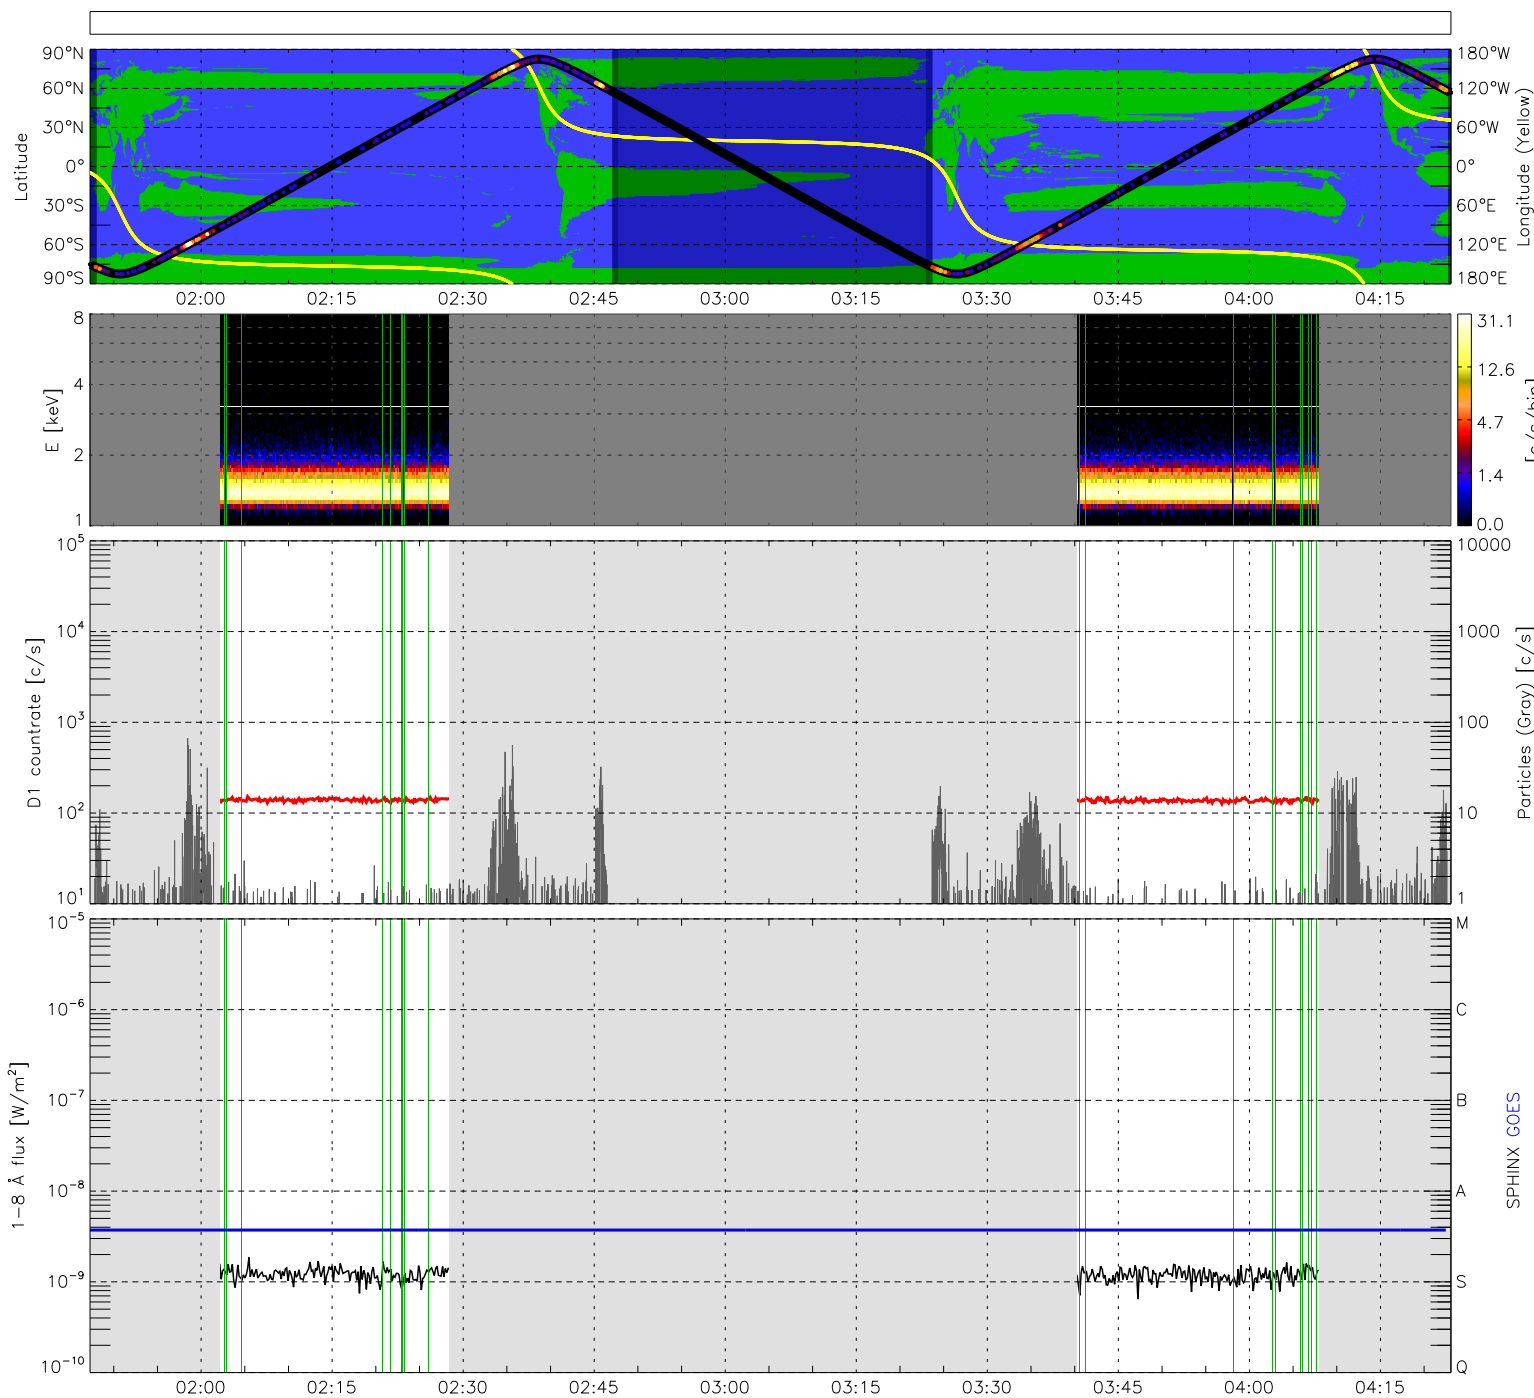 90°N 180°W
60°N 120°W
30°N 60°W
0° 0°
30°S 60°E
60°S 120°E
90°S 180°E
Latitude
Longitude (Yellow)
02:00 02:15 02:30 02:45 03:00 03:15 03:30 03:45 04:00 04:15
8
4
2
1
E [keV]
31.1
12.6
4.7
1.4
0.0
[c/s/bin]
10⁵ 10000
10⁴ 1000
10³ 100
10² 10
10¹ 1
D1 countrate [c/s]
Particles (Gray) [c/s]
10⁻⁵ M
10⁻⁶ C
10⁻⁷ B
10⁻⁸ A
10⁻⁹ S
10⁻¹⁰ Q
1−8 Å flux [W/m²]
SPHINX GOES
02:00 02:15 02:30 02:45 03:00 03:15 03:30 03:45 04:00 04:15